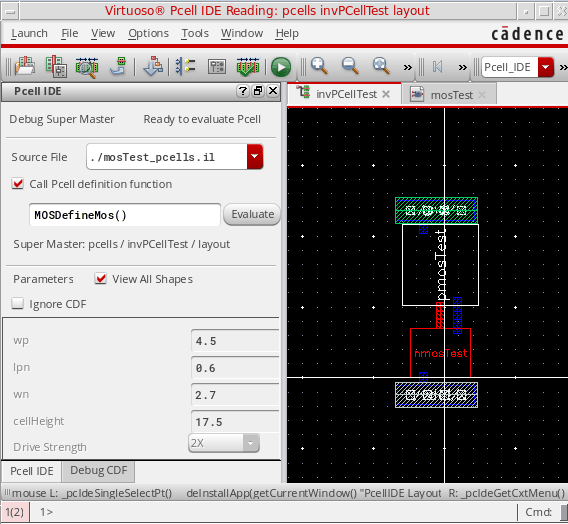 Virtuoso® Pcell IDE Reading: pcells invPCellTest layout
Launch File View Design Options Tools Window Help cādence
Pcell_IDE
Pcell IDE
invPCellTest
mosTest
Debug Super Master Ready to evaluate Pcell
Source File ./mosTest_pcells.il
Call Pcell definition function
MOSDefineMos() Evaluate
Super Master: pcells / invPCellTest / layout
Parameters View All Shapes
Ignore CDF
wp 4.5
lpn 0.6
wn 2.7
cellHeight 17.5
Drive Strength 2X
pmosTest
nmosTest
Pcell IDE Debug CDF
mouse L: _pcIdeSingleSelectPt() deInstallApp(getCurrentWindow() "PcellIDE Layout R: _pcIdeGetCxtMenu()
1(2) 1> Cmd: